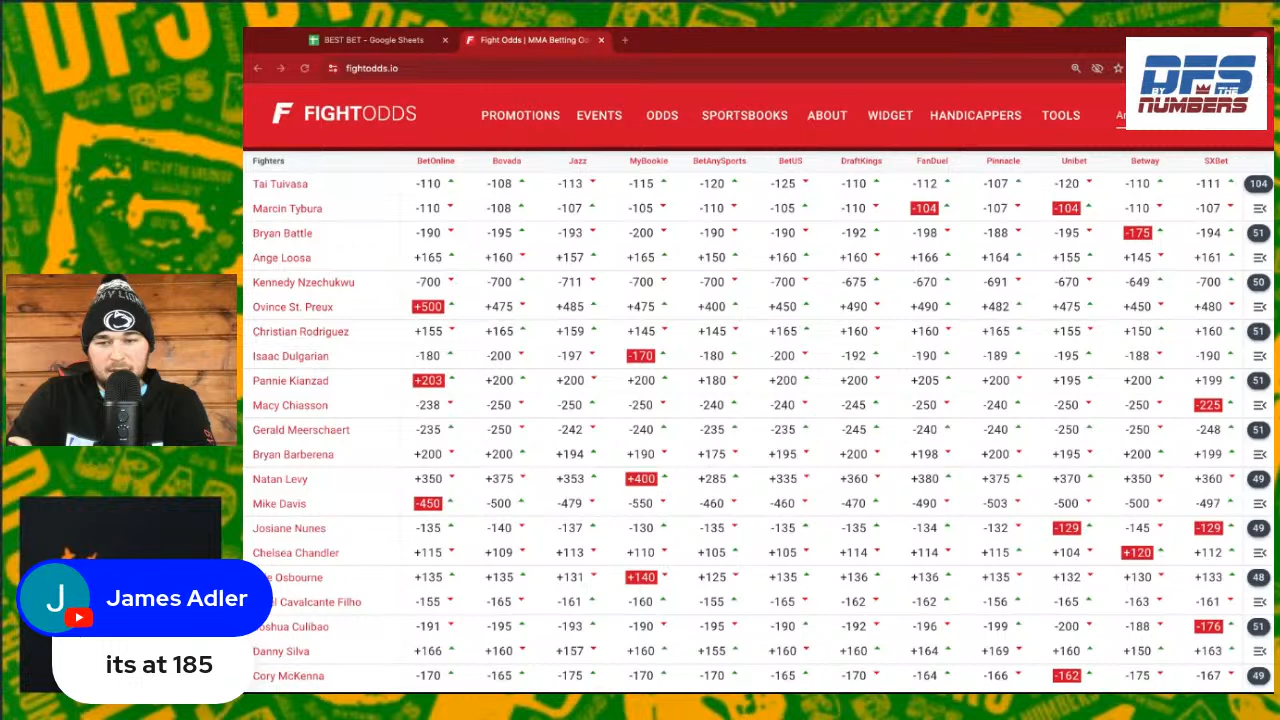 BEST BET - Google Sheets
Fight Odds | MMA Betting O
fightodds.io
DFS
BY THE
NUMBERS
F FIGHTODDS PROMOTIONS EVENTS ODDS SPORTSBOOKS ABOUT WIDGET HANDICAPPERS TOOLS
Fighters BetOnline Bovada Jazz MyBookie BetAnySports BetUS DraftKings FanDuel Pinnacle Unibet Betway SXBet
Tai Tuivasa -110 -108 -113 -115 -120 -125 -110 -112 -107 -120 -110 -111 104
Marcin Tybura -110 -108 -107 -105 -110 -105 -110 -104 -107 -104 -110 -107
Bryan Battle -190 -195 -193 -200 -190 -190 -192 -198 -188 -195 -175 -194 51
Ange Loosa +165 +160 +157 +165 +150 +160 +160 +166 +164 +155 +145 +161
Kennedy Nzechukwu -700 -700 -711 -700 -700 -700 -675 -670 -691 -670 -649 -700 50
Ovince St. Preux +500 +475 +485 +475 +400 +450 +490 +490 +482 +475 +450 +480
Christian Rodriguez +155 +165 +159 +145 +145 +165 +160 +160 +165 +155 +150 +160 51
Isaac Dulgarian -180 -200 -197 -170 -180 -200 -192 -190 -189 -195 -188 -190
Pannie Kianzad +203 +200 +200 +200 +180 +200 +200 +205 +200 +195 +200 +199 51
Macy Chiasson -238 -250 -250 -240 -240 -250 -245 -250 -240 -250 -250 -225
Gerald Meerschaert -235 -250 -242 -240 -235 -235 -245 -240 -240 -250 -250 -248 51
Bryan Barberena +200 +200 +194 +190 +175 +195 +200 +198 +200 +195 +200 +199
Natan Levy +350 +375 +353 +400 +285 +335 +360 +380 +375 +370 +350 +360 49
Mike Davis -450 -500 -479 -550 -460 -460 -470 -490 -503 -500 -500 -497
Josiane Nunes -135 -140 -137 -130 -135 -135 -135 -134 -132 -129 -145 -129 49
Chelsea Chandler +115 +109 +113 +110 +105 +105 +114 +114 +115 +104 +120 +112
Osbourne +135 +135 +131 +140 +125 +135 +136 +136 +135 +132 +130 +133 48
Cavalcante Filho -155 -165 -161 -160 -155 -165 -162 -162 -156 -165 -163 -161
oshua Culibao -191 -195 -193 -190 -195 -190 -192 -196 -199 -200 -188 -176 51
Danny Silva +166 +160 +157 +160 +155 +160 +160 +164 +169 +160 +150 +163
Cory McKenna -170 -165 -175 -170 -170 -165 -170 -164 -166 -162 -175 -167 49
J James Adler
its at 185